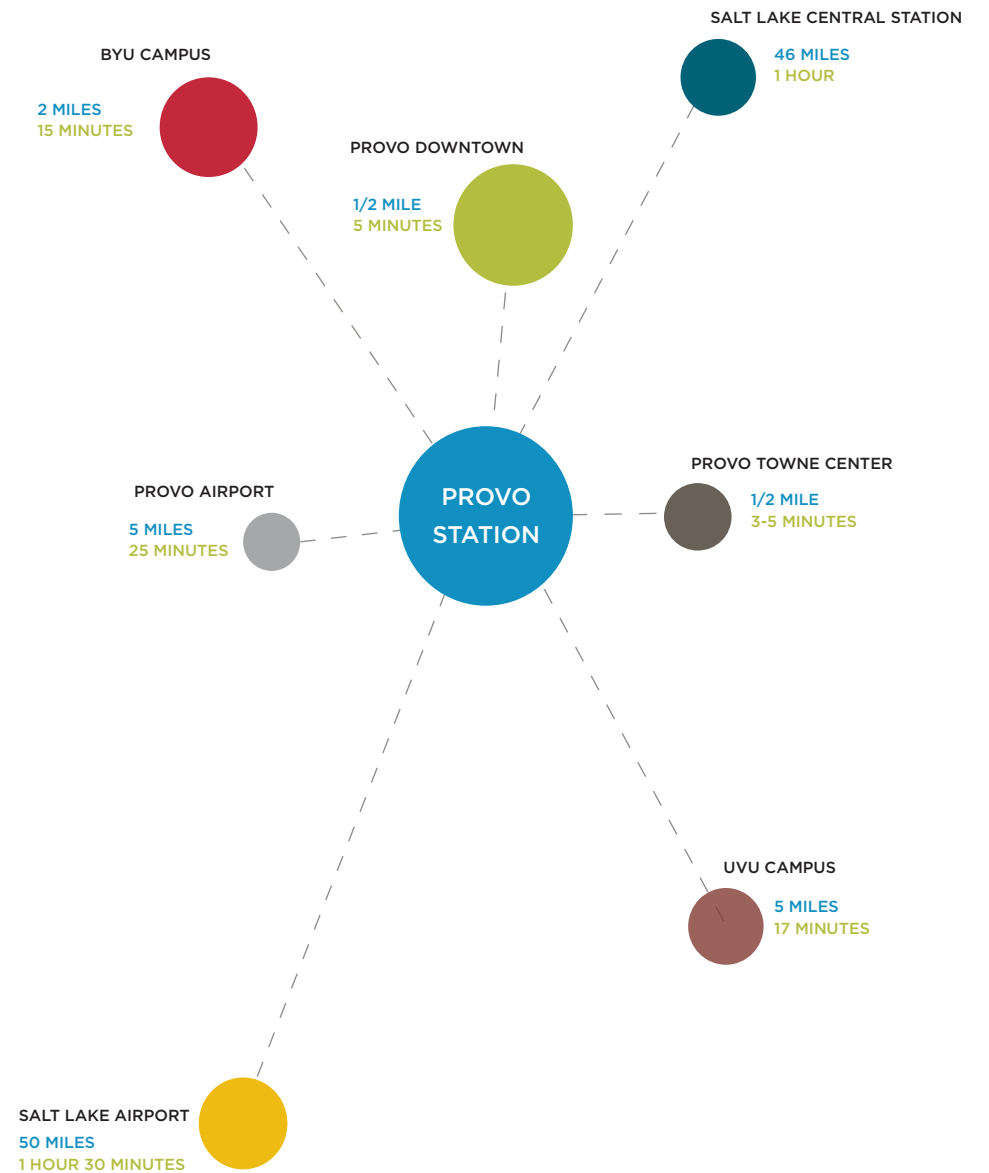 SALT LAKE CENTRAL STATION
46 MILES
1 HOUR
BYU CAMPUS
2 MILES
15 MINUTES
PROVO DOWNTOWN
1/2 MILE
5 MINUTES
PROVO TOWNE CENTER
1/2 MILE
3-5 MINUTES
PROVO AIRPORT
5 MILES
25 MINUTES
PROVO
STATION
UVU CAMPUS
5 MILES
17 MINUTES
SALT LAKE AIRPORT
50 MILES
1 HOUR 30 MINUTES